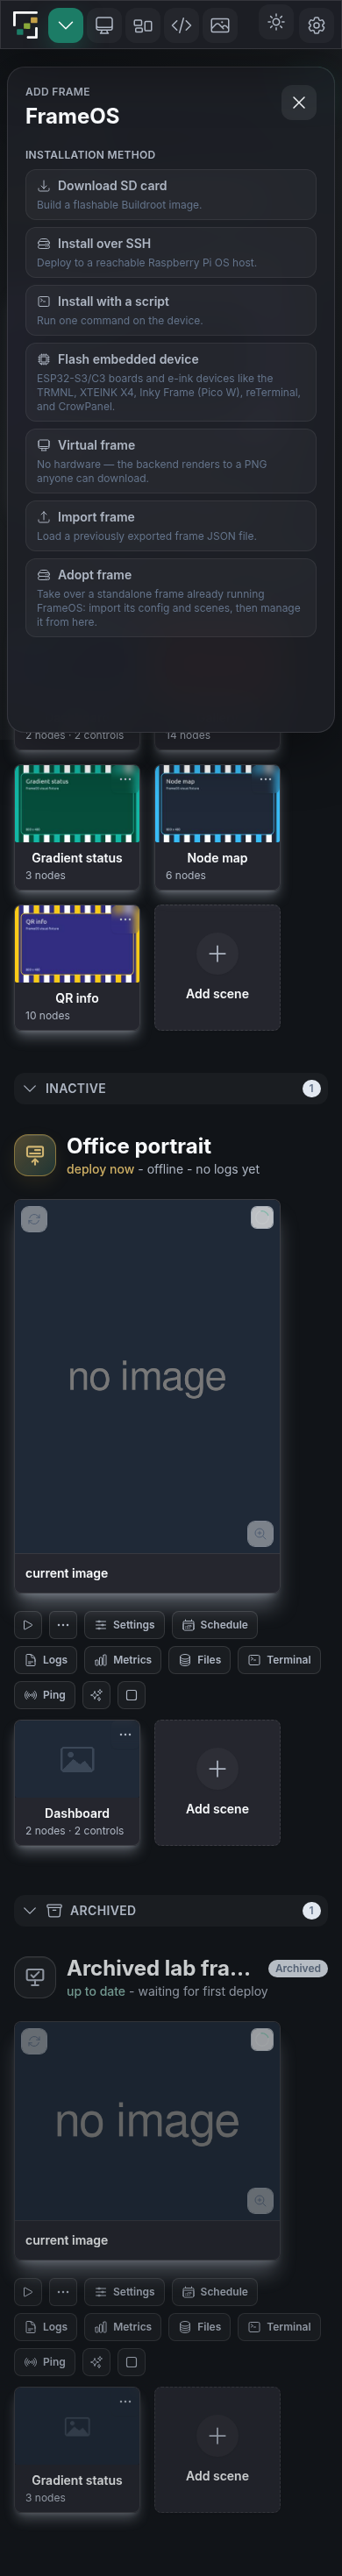 ADD FRAME
FrameOS
INSTALLATION METHOD
Download SD card
Build a flashable Buildroot image.
Install over SSH
Deploy to a reachable Raspberry Pi OS host.
Install with a script
Run one command on the device.
Flash embedded device
ESP32-S3/C3 boards and e-ink devices like the
TRMNL, XTEINK X4, Inky Frame (Pico W), reTerminal,
and CrowPanel.
Virtual frame
No hardware — the backend renders to a PNG
anyone can download.
Import frame
Load a previously exported frame JSON file.
Adopt frame
Take over a standalone frame already running
FrameOS: import its config and scenes, then manage
it from here.
2 nodes · 2 controls
14 nodes
Gradient status
Node map
Gradient status
3 nodes
Node map
6 nodes
QR info
QR info
10 nodes
Add scene
INACTIVE
1
Office portrait
deploy now - offline - no logs yet
no image
current image
Settings
Schedule
Logs
Metrics
Files
Terminal
Ping
Dashboard
2 nodes · 2 controls
Add scene
ARCHIVED
1
Archived lab fra...
Archived
up to date - waiting for first deploy
no image
current image
Settings
Schedule
Logs
Metrics
Files
Terminal
Ping
Gradient status
3 nodes
Add scene